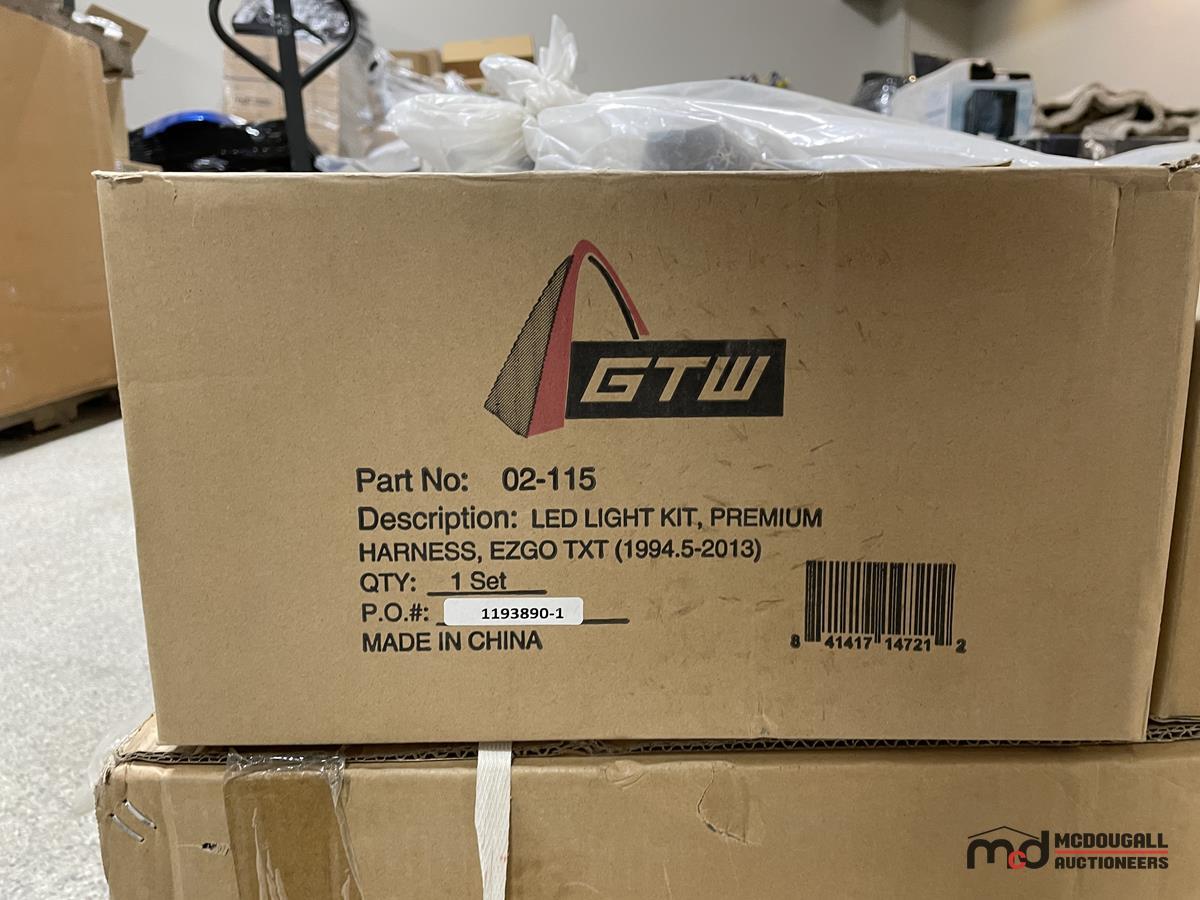 GTW
Part No: 02-115
Description: LED LIGHT KIT, PREMIUM
HARNESS, EZGO TXT (1994.5-2013)
QTY: 1 Set
P.O.#: 1193890-1
MADE IN CHINA
8 41417 14721 2
mcd MCDOUGALL
AUCTIONEERS